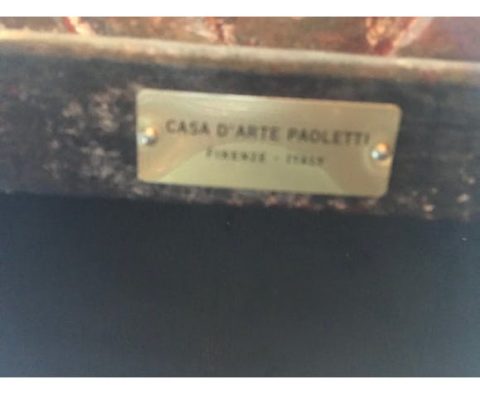 CASA D'ARTE PAOLETTI
FIRENZE - ITALY